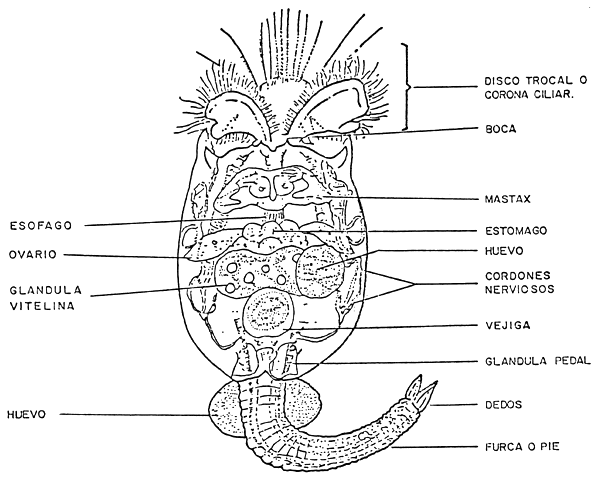 DISCO TROCAL O
CORONA CILIAR.
BOCA
MASTAX
ESOFAGO
ESTOMAGO
HUEVO
OVARIO
CORDONES
NERVIOSOS
GLANDULA
VITELINA
VEJIGA
GLANDULA PEDAL
DEDOS
HUEVO
FURCA O PIE